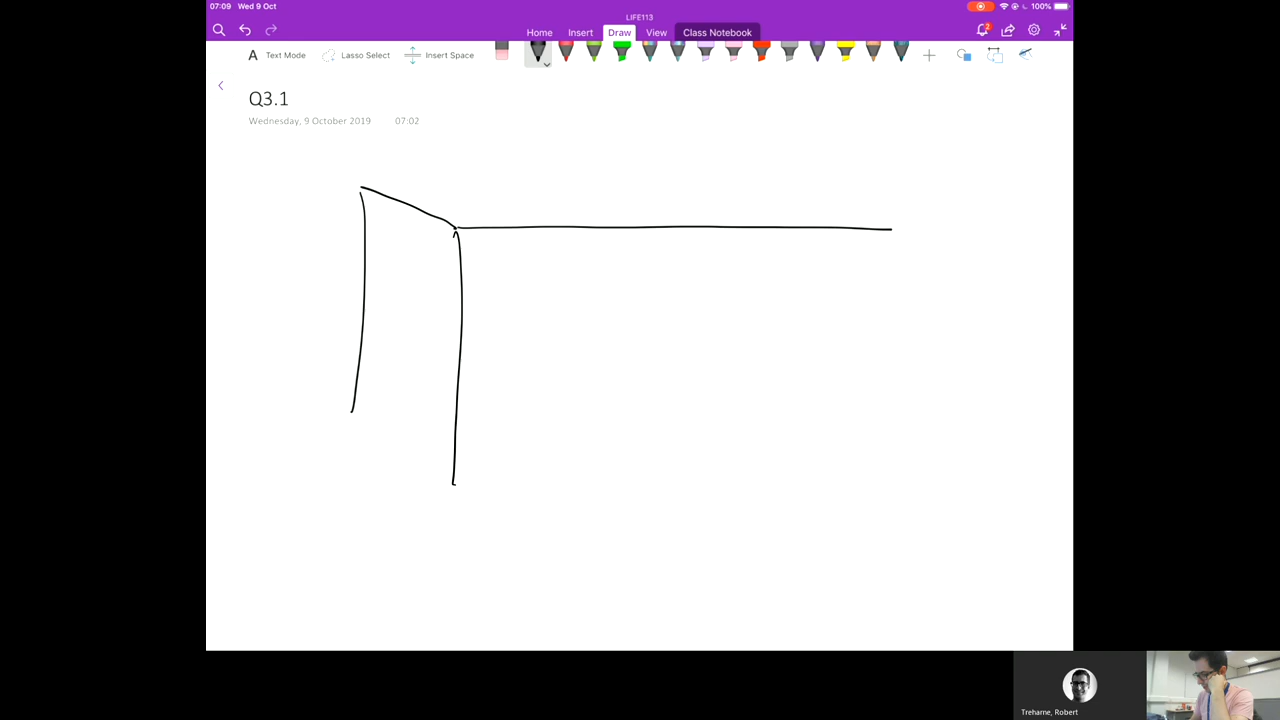 07:09 Wed 9 Oct
100%
LIFE113
Home Insert Draw View Class Notebook
2
A Text Mode Lasso Select Insert Space
Q3.1
Wednesday, 9 October 2019 07:02
Treharne, Robert